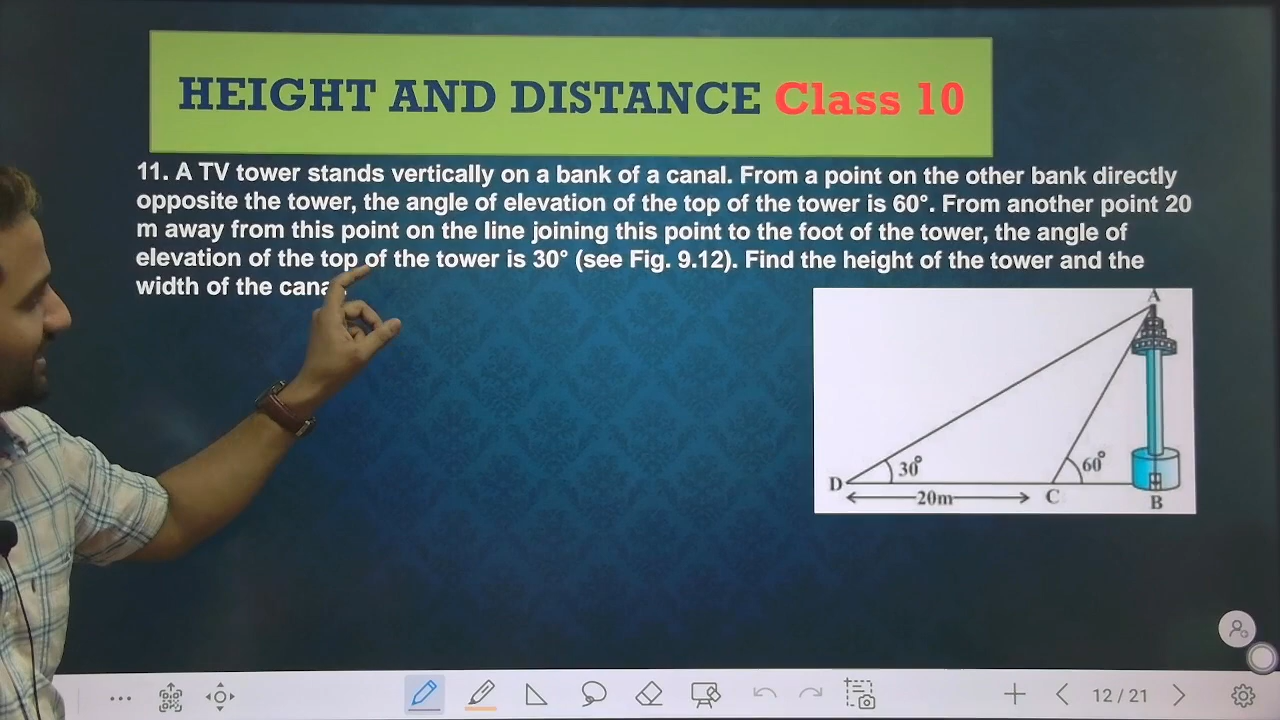 HEIGHT AND DISTANCE Class 10
11. A TV tower stands vertically on a bank of a canal. From a point on the other bank directly
opposite the tower, the angle of elevation of the top of the tower is 60°. From another point 20
m away from this point on the line joining this point to the foot of the tower, the angle of
elevation of the top of the tower is 30° (see Fig. 9.12). Find the height of the tower and the
width of the
A
30°
60°
D
20m
C
B
12 / 21